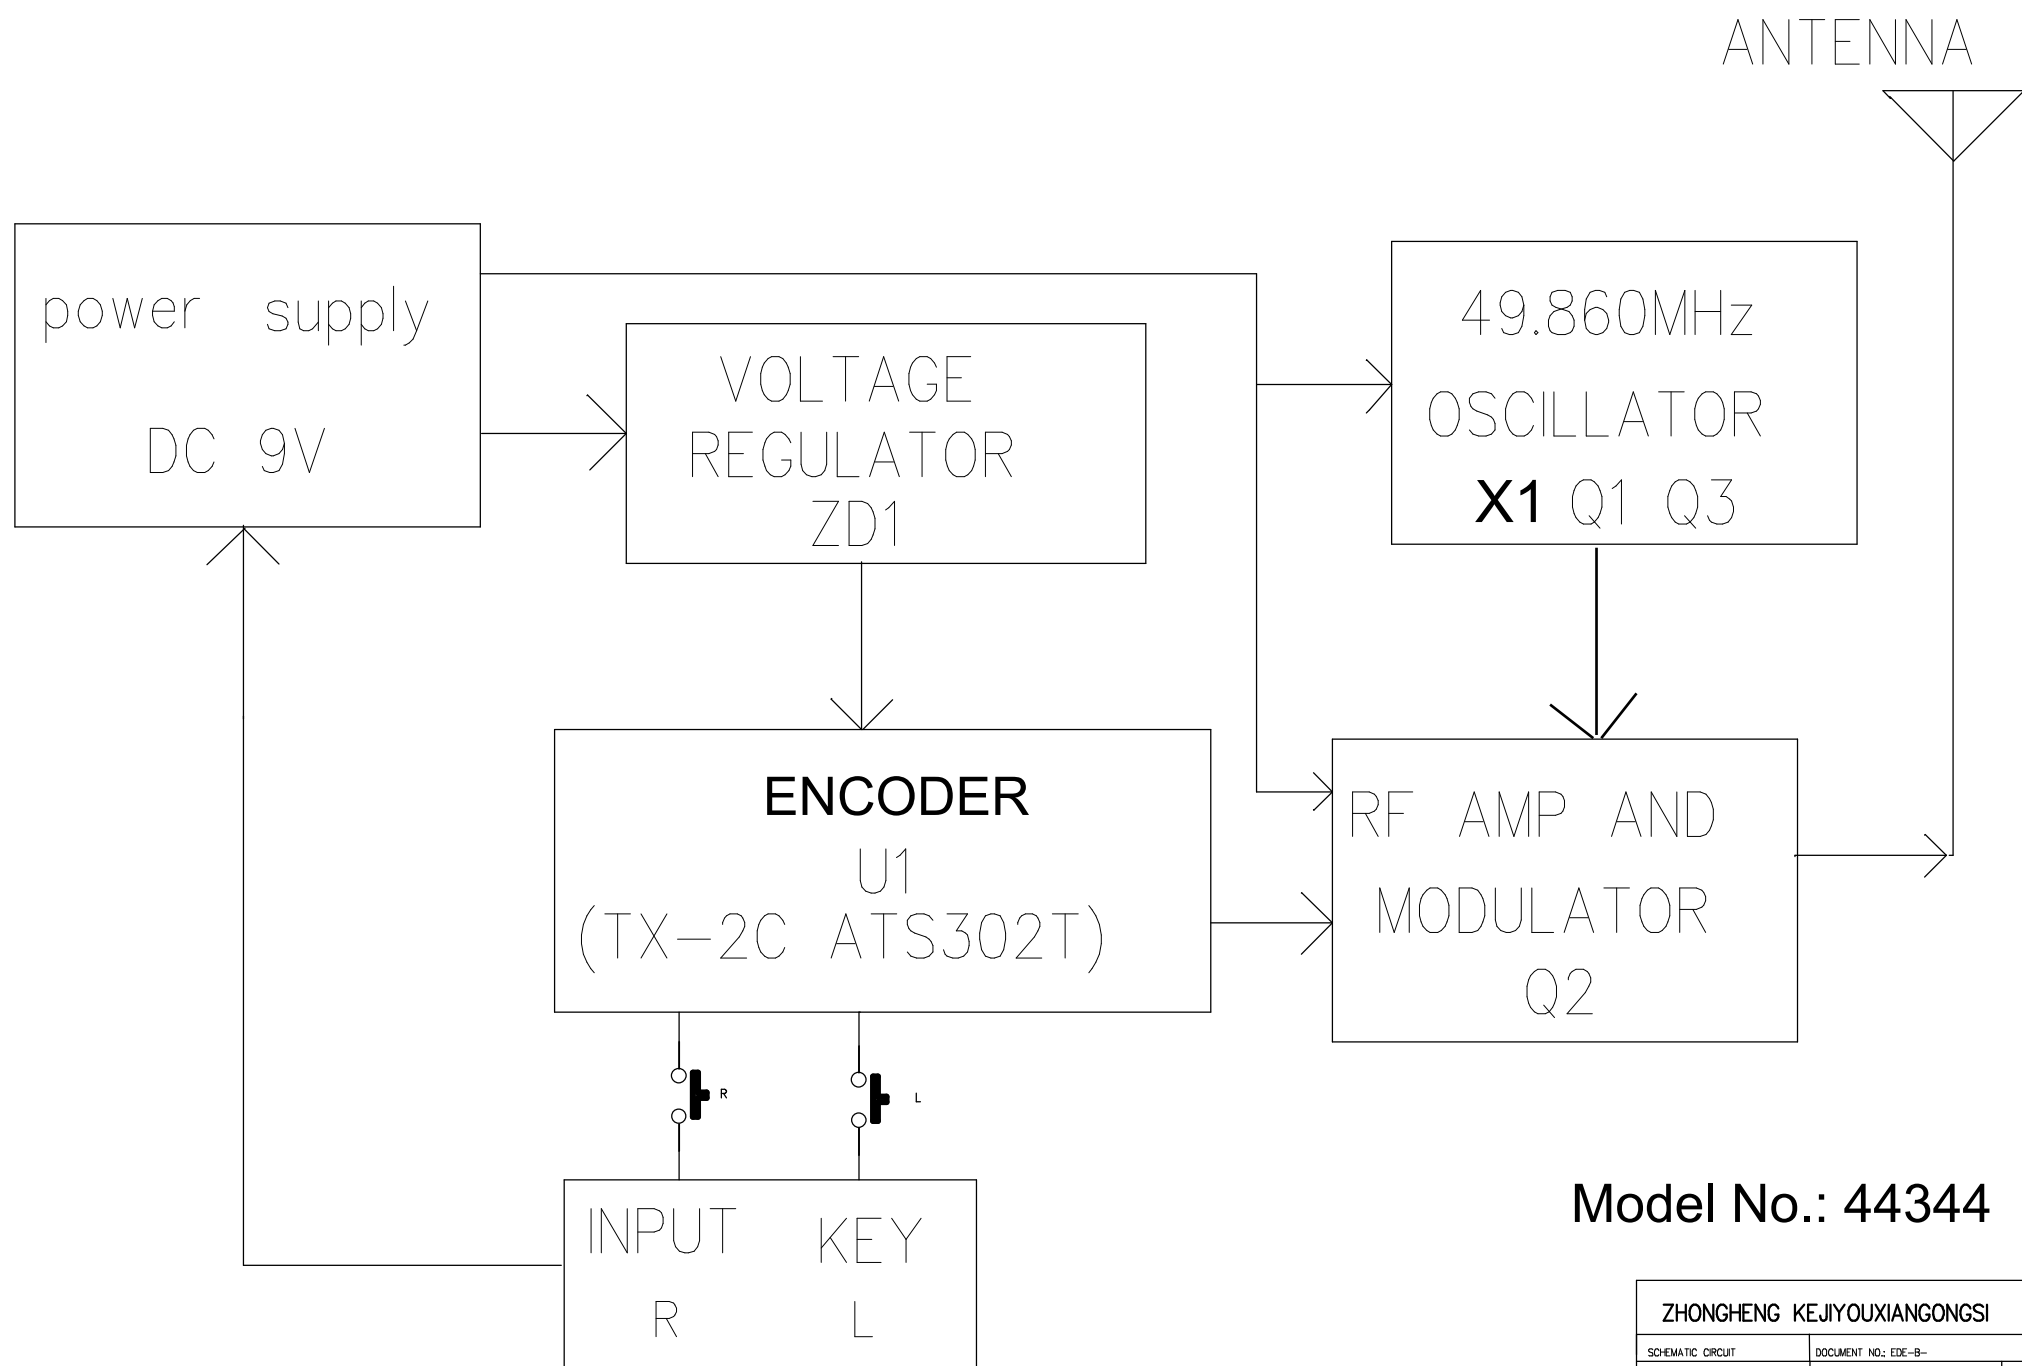 ANTENNA
power supply
DC 9V
VOLTAGE
REGULATOR
ZD1
49.860MHz
OSCILLATOR
X1 Q1 Q3
ENCODER
U1
(TX-2C ATS302T)
RF AMP AND
MODULATOR
Q2
R
L
INPUT KEY
R L
Model No.: 44344
ZHONGHENG KEJIYOUXIANGONGSI
SCHEMATIC CIRCUIT
DOCUMENT NO.: EDE-B-